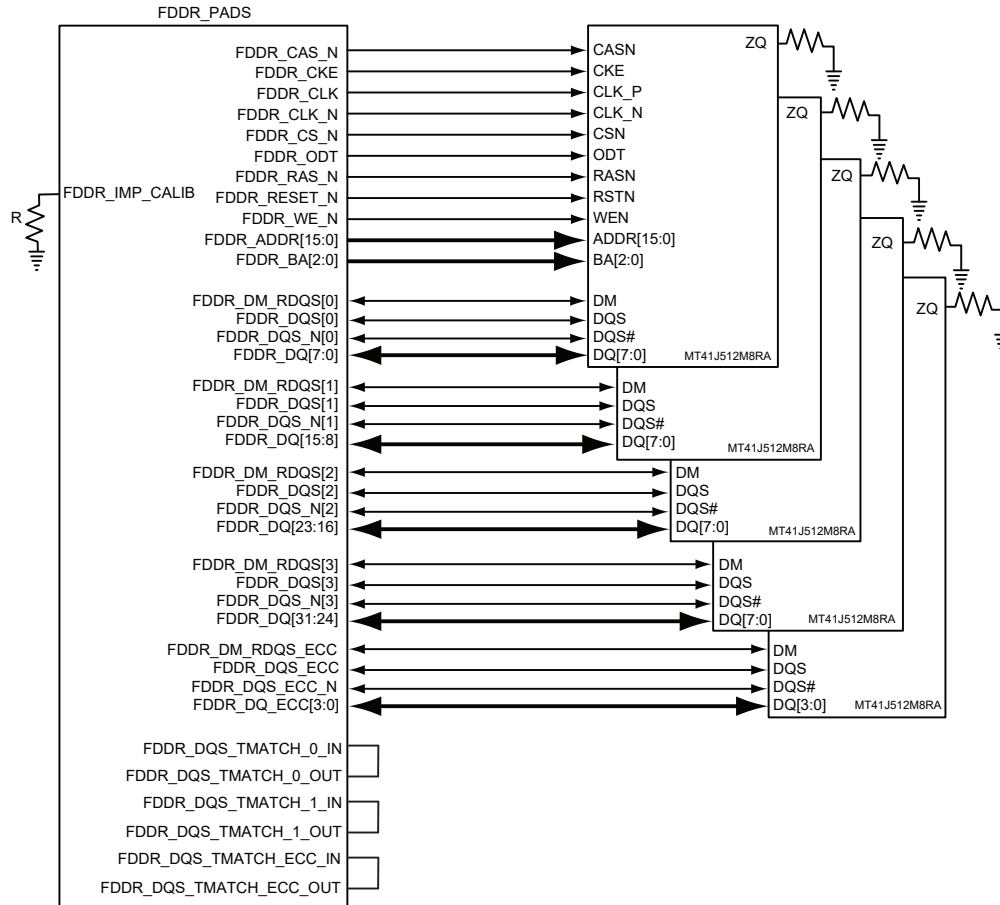 FDDR_PADS
FDDR_CAS_N
CASN
ZQ
FDDR_CKE
CKE
FDDR_CLK
CLK_P
FDDR_CLK_N
CLK_N
ZQ
FDDR_CS_N
CSN
FDDR_ODT
ODT
FDDR_RAS_N
RASN
ZQ
FDDR_IMP_CALIB
R
FDDR_RESET_N
RSTN
FDDR_WE_N
WEN
FDDR_ADDR[15:0]
ADDR[15:0]
ZQ
FDDR_BA[2:0]
BA[2:0]
FDDR_DM_RDQS[0]
DM
ZQ
FDDR_DQS[0]
DQS
FDDR_DQS_N[0]
DQS#
FDDR_DQ[7:0]
DQ[7:0]
MT41J512M8RA
FDDR_DM_RDQS[1]
DM
FDDR_DQS[1]
DQS
FDDR_DQS_N[1]
DQS#
FDDR_DQ[15:8]
DQ[7:0]
MT41J512M8RA
FDDR_DM_RDQS[2]
DM
FDDR_DQS[2]
DQS
FDDR_DQS_N[2]
DQS#
FDDR_DQ[23:16]
DQ[7:0]
MT41J512M8RA
FDDR_DM_RDQS[3]
DM
FDDR_DQS[3]
DQS
FDDR_DQS_N[3]
DQS#
FDDR_DQ[31:24]
DQ[7:0]
MT41J512M8RA
FDDR_DM_RDQS_ECC
DM
FDDR_DQS_ECC
DQS
FDDR_DQS_ECC_N
DQS#
FDDR_DQ_ECC[3:0]
DQ[3:0]
MT41J512M8RA
FDDR_DQS_TMATCH_0_IN
FDDR_DQS_TMATCH_0_OUT
FDDR_DQS_TMATCH_1_IN
FDDR_DQS_TMATCH_1_OUT
FDDR_DQS_TMATCH_ECC_IN
FDDR_DQS_TMATCH_ECC_OUT